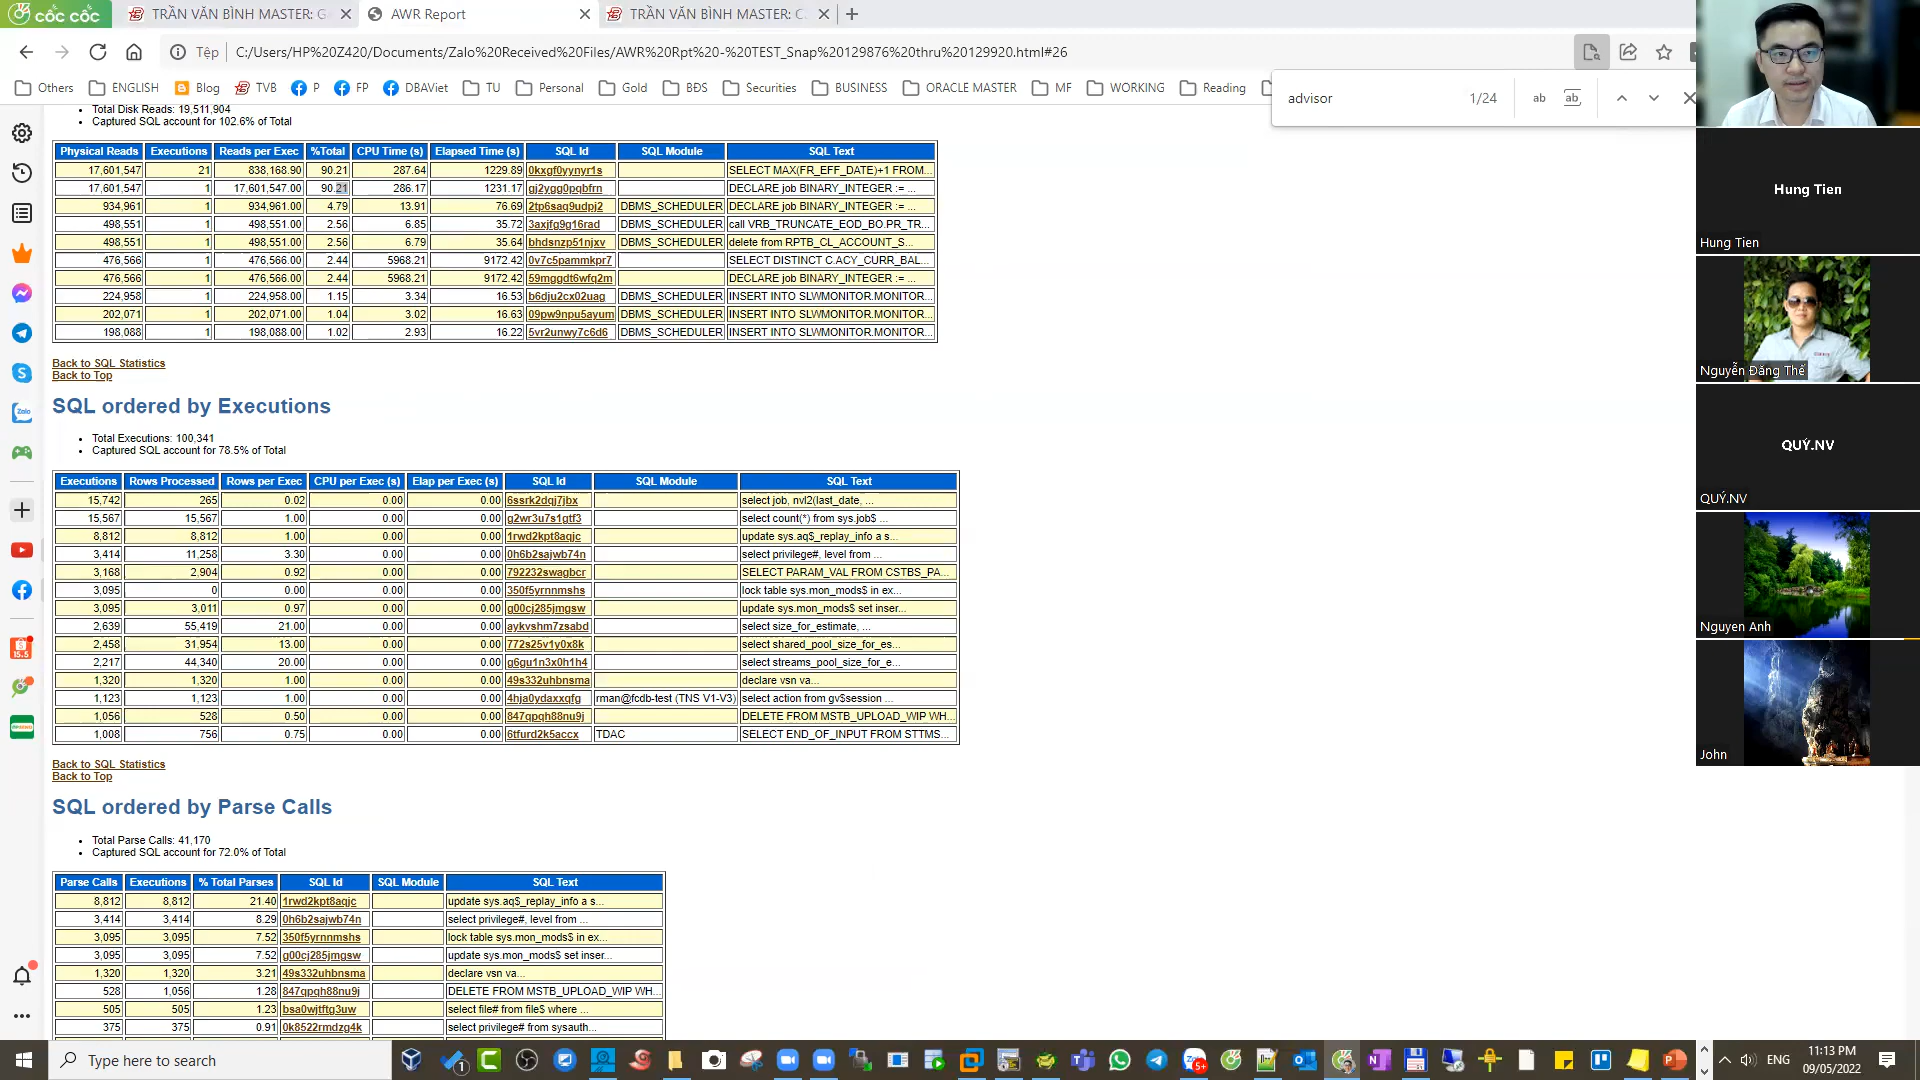 cốc cốc
TRẦN VĂN BÌNH MASTER: G
AWR Report
TRẦN VĂN BÌNH MASTER: C
Tệp
C:/Users/HP%20Z420/Documents/Zalo%20Received%20Files/AWR%20Rpt%20-%20TEST_Snap%20129876%20thru%20129920.html#26
Others ENGLISH Blog TVB P FP DBAViet TU Personal Gold BĐS Securities BUSINESS ORACLE MASTER MF WORKING Reading
advisor 1/24 ab ab
Total Disk Reads: 19,511,904
Captured SQL account for 102.6% of Total
Physical Reads Executions Reads per Exec %Total CPU Time (s) Elapsed Time (s) SQL Id SQL Module SQL Text
17,601,547 21 838,168.90 90.21 287.64 1229.89 0kxgf0yynyr1s SELECT MAX(FR_EFF_DATE)+1 FROM...
17,601,547 1 17,601,547.00 90.21 286.17 1231.17 gj2ygg0pqbfrn DECLARE job BINARY_INTEGER := ...
934,961 1 934,961.00 4.79 13.91 76.69 2tp6saq9udpj2 DBMS_SCHEDULER DECLARE job BINARY_INTEGER := ...
498,551 1 498,551.00 2.56 6.85 35.72 3axjfg9g16rad DBMS_SCHEDULER call VRB_TRUNCATE_EOD_BO.PR_TR...
498,551 1 498,551.00 2.56 6.79 35.64 bhdsnzp51njxv DBMS_SCHEDULER delete from RPTB_CL_ACCOUNT_S...
476,566 1 476,566.00 2.44 5968.21 9172.42 0v7c5pammkpr7 SELECT DISTINCT C.ACY_CURR_BAL...
476,566 1 476,566.00 2.44 5968.21 9172.42 59mggdt6wfq2m DECLARE job BINARY_INTEGER := ...
224,958 1 224,958.00 1.15 3.34 16.53 b6dju2cx02uag DBMS_SCHEDULER INSERT INTO SLWMONITOR.MONITOR...
202,071 1 202,071.00 1.04 3.02 16.63 09pw9npu5ayum DBMS_SCHEDULER INSERT INTO SLWMONITOR.MONITOR...
198,088 1 198,088.00 1.02 2.93 16.22 5vr2unwy7c6d6 DBMS_SCHEDULER INSERT INTO SLWMONITOR.MONITOR...
Back to SQL Statistics
Back to Top
SQL ordered by Executions
Total Executions: 100,341
Captured SQL account for 78.5% of Total
Executions Rows Processed Rows per Exec CPU per Exec (s) Elap per Exec (s) SQL Id SQL Module SQL Text
15,742 265 0.02 0.00 0.00 6ssrk2dqj7jbx select job, nvl2(last_date, ...
15,567 15,567 1.00 0.00 0.00 g2wr3u7s1gtf3 select count(*) from sys.job$ ...
8,812 8,812 1.00 0.00 0.00 1rwd2kpt8aqjc update sys.aq$_replay_info a s...
3,414 11,258 3.30 0.00 0.00 0h6b2sajwb74n select privilege#, level from ...
3,168 2,904 0.92 0.00 0.00 792232swagbcr SELECT PARAM_VAL FROM CSTBS_PA...
3,095 0 0.00 0.00 0.00 350f5yrnnmshs lock table sys.mon_mods$ in ex...
3,095 3,011 0.97 0.00 0.00 g00cj285jmgsw update sys.mon_mods$ set inser...
2,639 55,419 21.00 0.00 0.00 aykvshm7zsabd select size_for_estimate, ...
2,458 31,954 13.00 0.00 0.00 772s25v1y0x8k select shared_pool_size_for_es...
2,217 44,340 20.00 0.00 0.00 g6gu1n3x0h1h4 select streams_pool_size_for_e...
1,320 1,320 1.00 0.00 0.00 49s332uhbnsma declare vsn va...
1,123 1,123 1.00 0.00 0.00 4hja0ydaxxqfg rman@fcdb-test (TNS V1-V3) select action from gv$session ...
1,056 528 0.50 0.00 0.00 847qpqh88nu9j DELETE FROM MSTB_UPLOAD_WIP WH...
1,008 756 0.75 0.00 0.00 6tfurd2k5accx TDAC SELECT END_OF_INPUT FROM STTMS...
Back to SQL Statistics
Back to Top
SQL ordered by Parse Calls
Total Parse Calls: 41,170
Captured SQL account for 72.0% of Total
Parse Calls Executions % Total Parses SQL Id SQL Module SQL Text
8,812 8,812 21.40 1rwd2kpt8aqjc update sys.aq$_replay_info a s...
3,414 3,414 8.29 0h6b2sajwb74n select privilege#, level from ...
3,095 3,095 7.52 350f5yrnnmshs lock table sys.mon_mods$ in ex...
3,095 3,095 7.52 g00cj285jmgsw update sys.mon_mods$ set inser...
1,320 1,320 3.21 49s332uhbnsma declare vsn va...
528 1,056 1.28 847qpqh88nu9j DELETE FROM MSTB_UPLOAD_WIP WH...
505 505 1.23 bsa0wjtftg3uw select file# from file$ where ...
375 375 0.91 0k8522rmdzg4k select privilege# from sysauth...
Hung Tien
Hung Tien
Nguyễn Đăng Thế
QUÝ.NV
QUÝ.NV
Nguyen Anh
John
Zalo
15.5
Type here to search
1
5+
ENG
11:13 PM
09/05/2022